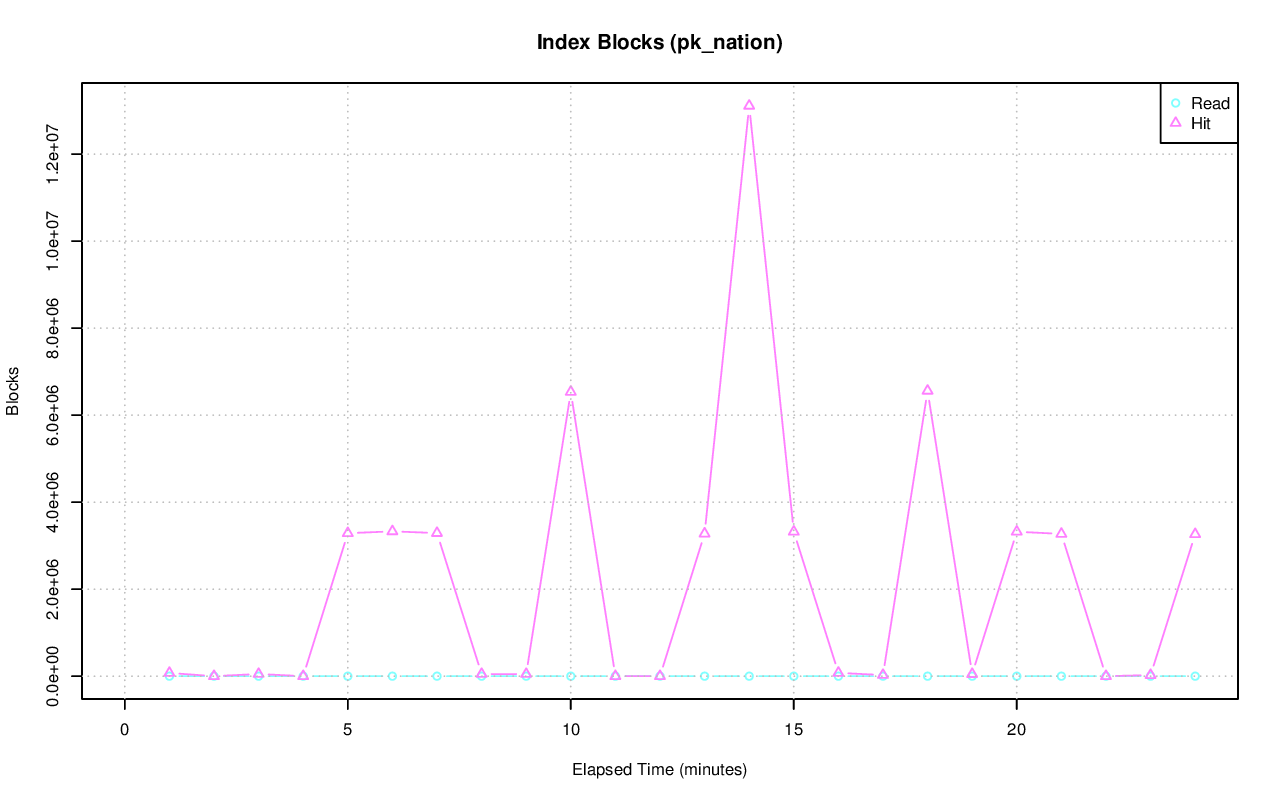 Index Blocks (pk_nation)
Read
Hit
Blocks
1.2e+07
1.0e+07
8.0e+06
6.0e+06
4.0e+06
2.0e+06
0.0e+00
0 5 10 15 20
Elapsed Time (minutes)